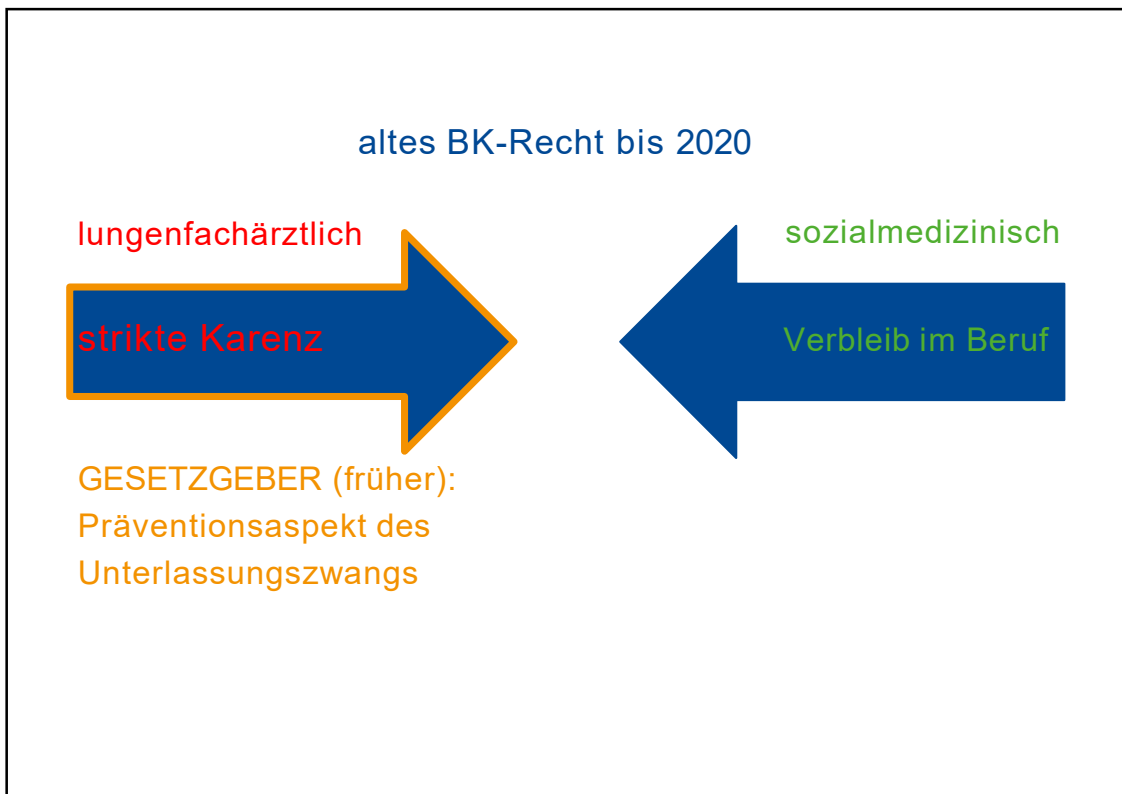 altes BK-Recht bis 2020
lungenfachärztlich
sozialmedizinisch
strikte Karenz
Verbleib im Beruf
GESETZGEBER (früher):
Präventionsaspekt des
Unterlassungszwangs